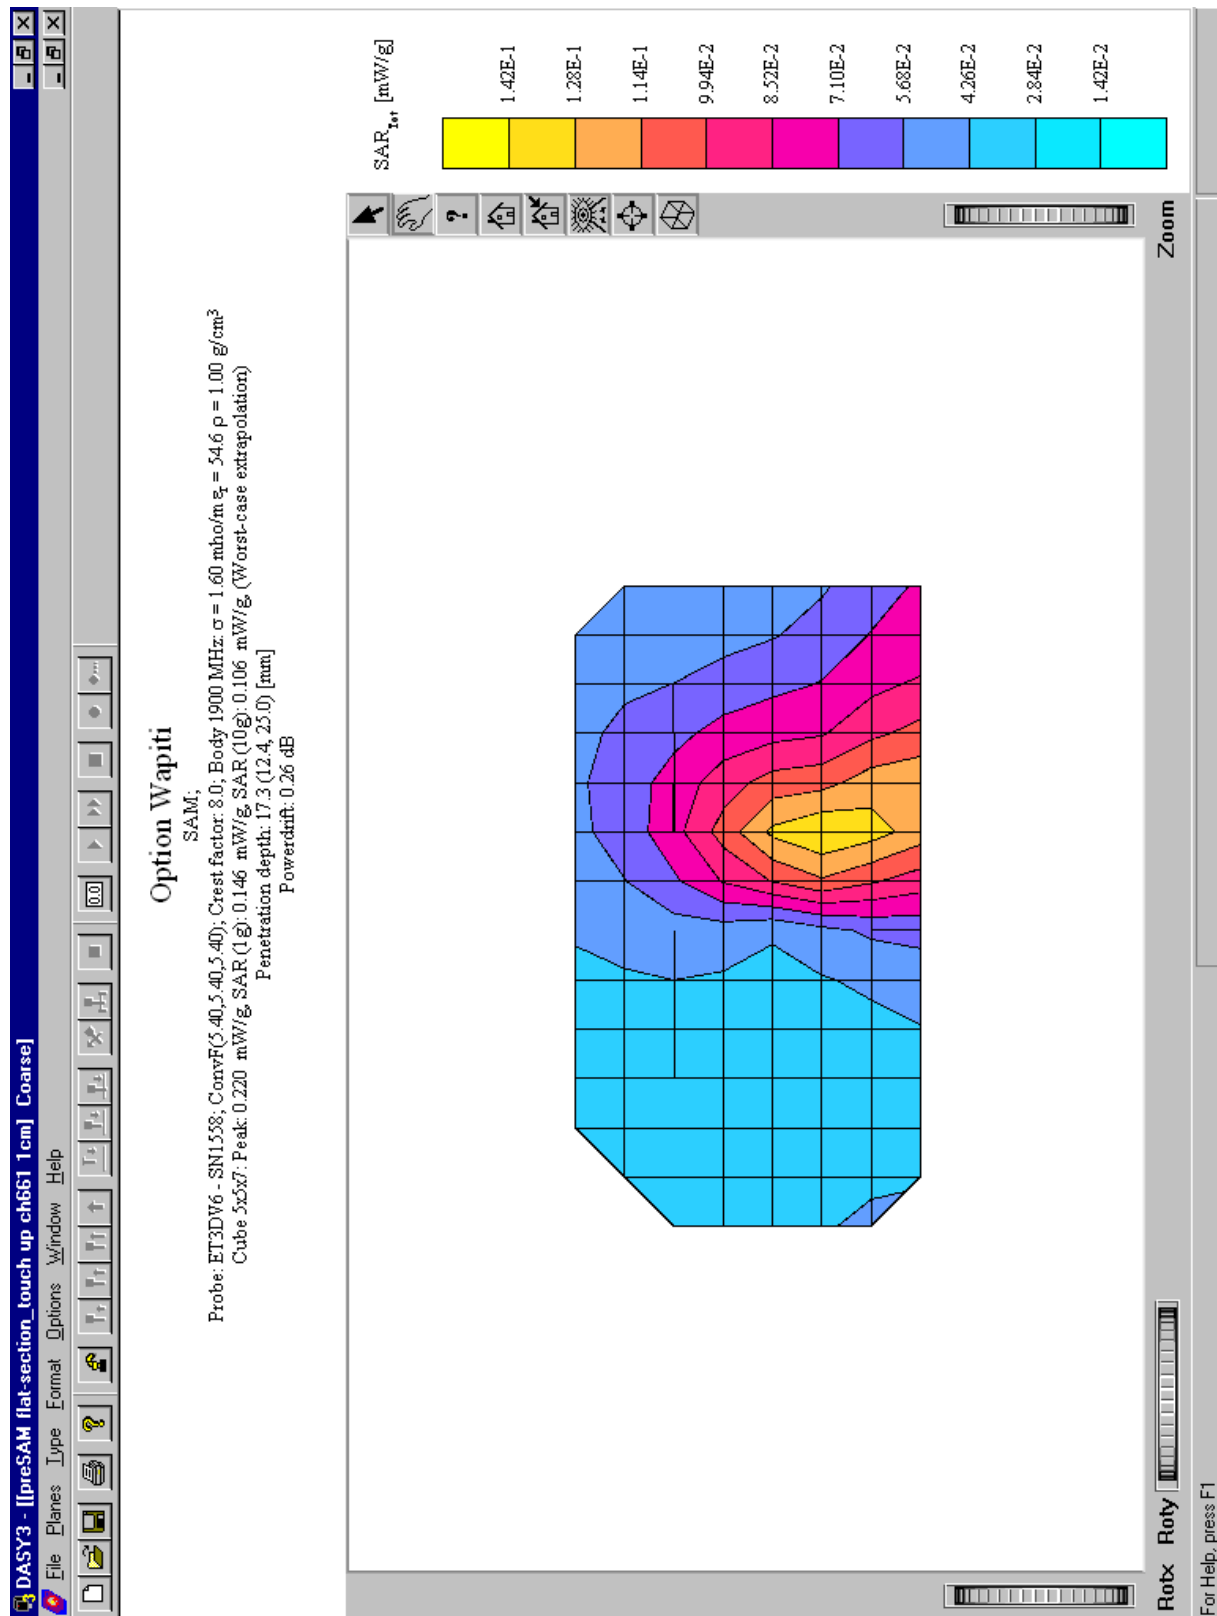 DASY3 - [[preSAM flat-section_touch up ch661 1cm] Coarse]
File Planes Type Format Options Window Help
0.0
Option Wapiti
SAM;
Probe: ET3DV6 - SN1558; ConvF(5.40,5.40,5.40); Crest factor: 8.0; Body 1900 MHz: σ = 1.60 mho/m εr = 54.6 ρ = 1.00 g/cm³
Cube 5x5x7: Peak: 0.220 mW/g, SAR (1g): 0.146 mW/g, SAR (10g): 0.106 mW/g, (Worst-case extrapolation)
Penetration depth: 17.3 (12.4, 25.0) [mm]
Powerdrift: 0.26 dB
SARTot [mW/g]
1.42E-1
1.28E-1
1.14E-1
9.94E-2
8.52E-2
7.10E-2
5.68E-2
4.26E-2
2.84E-2
1.42E-2
Rotx Roty Zoom
For Help, press F1